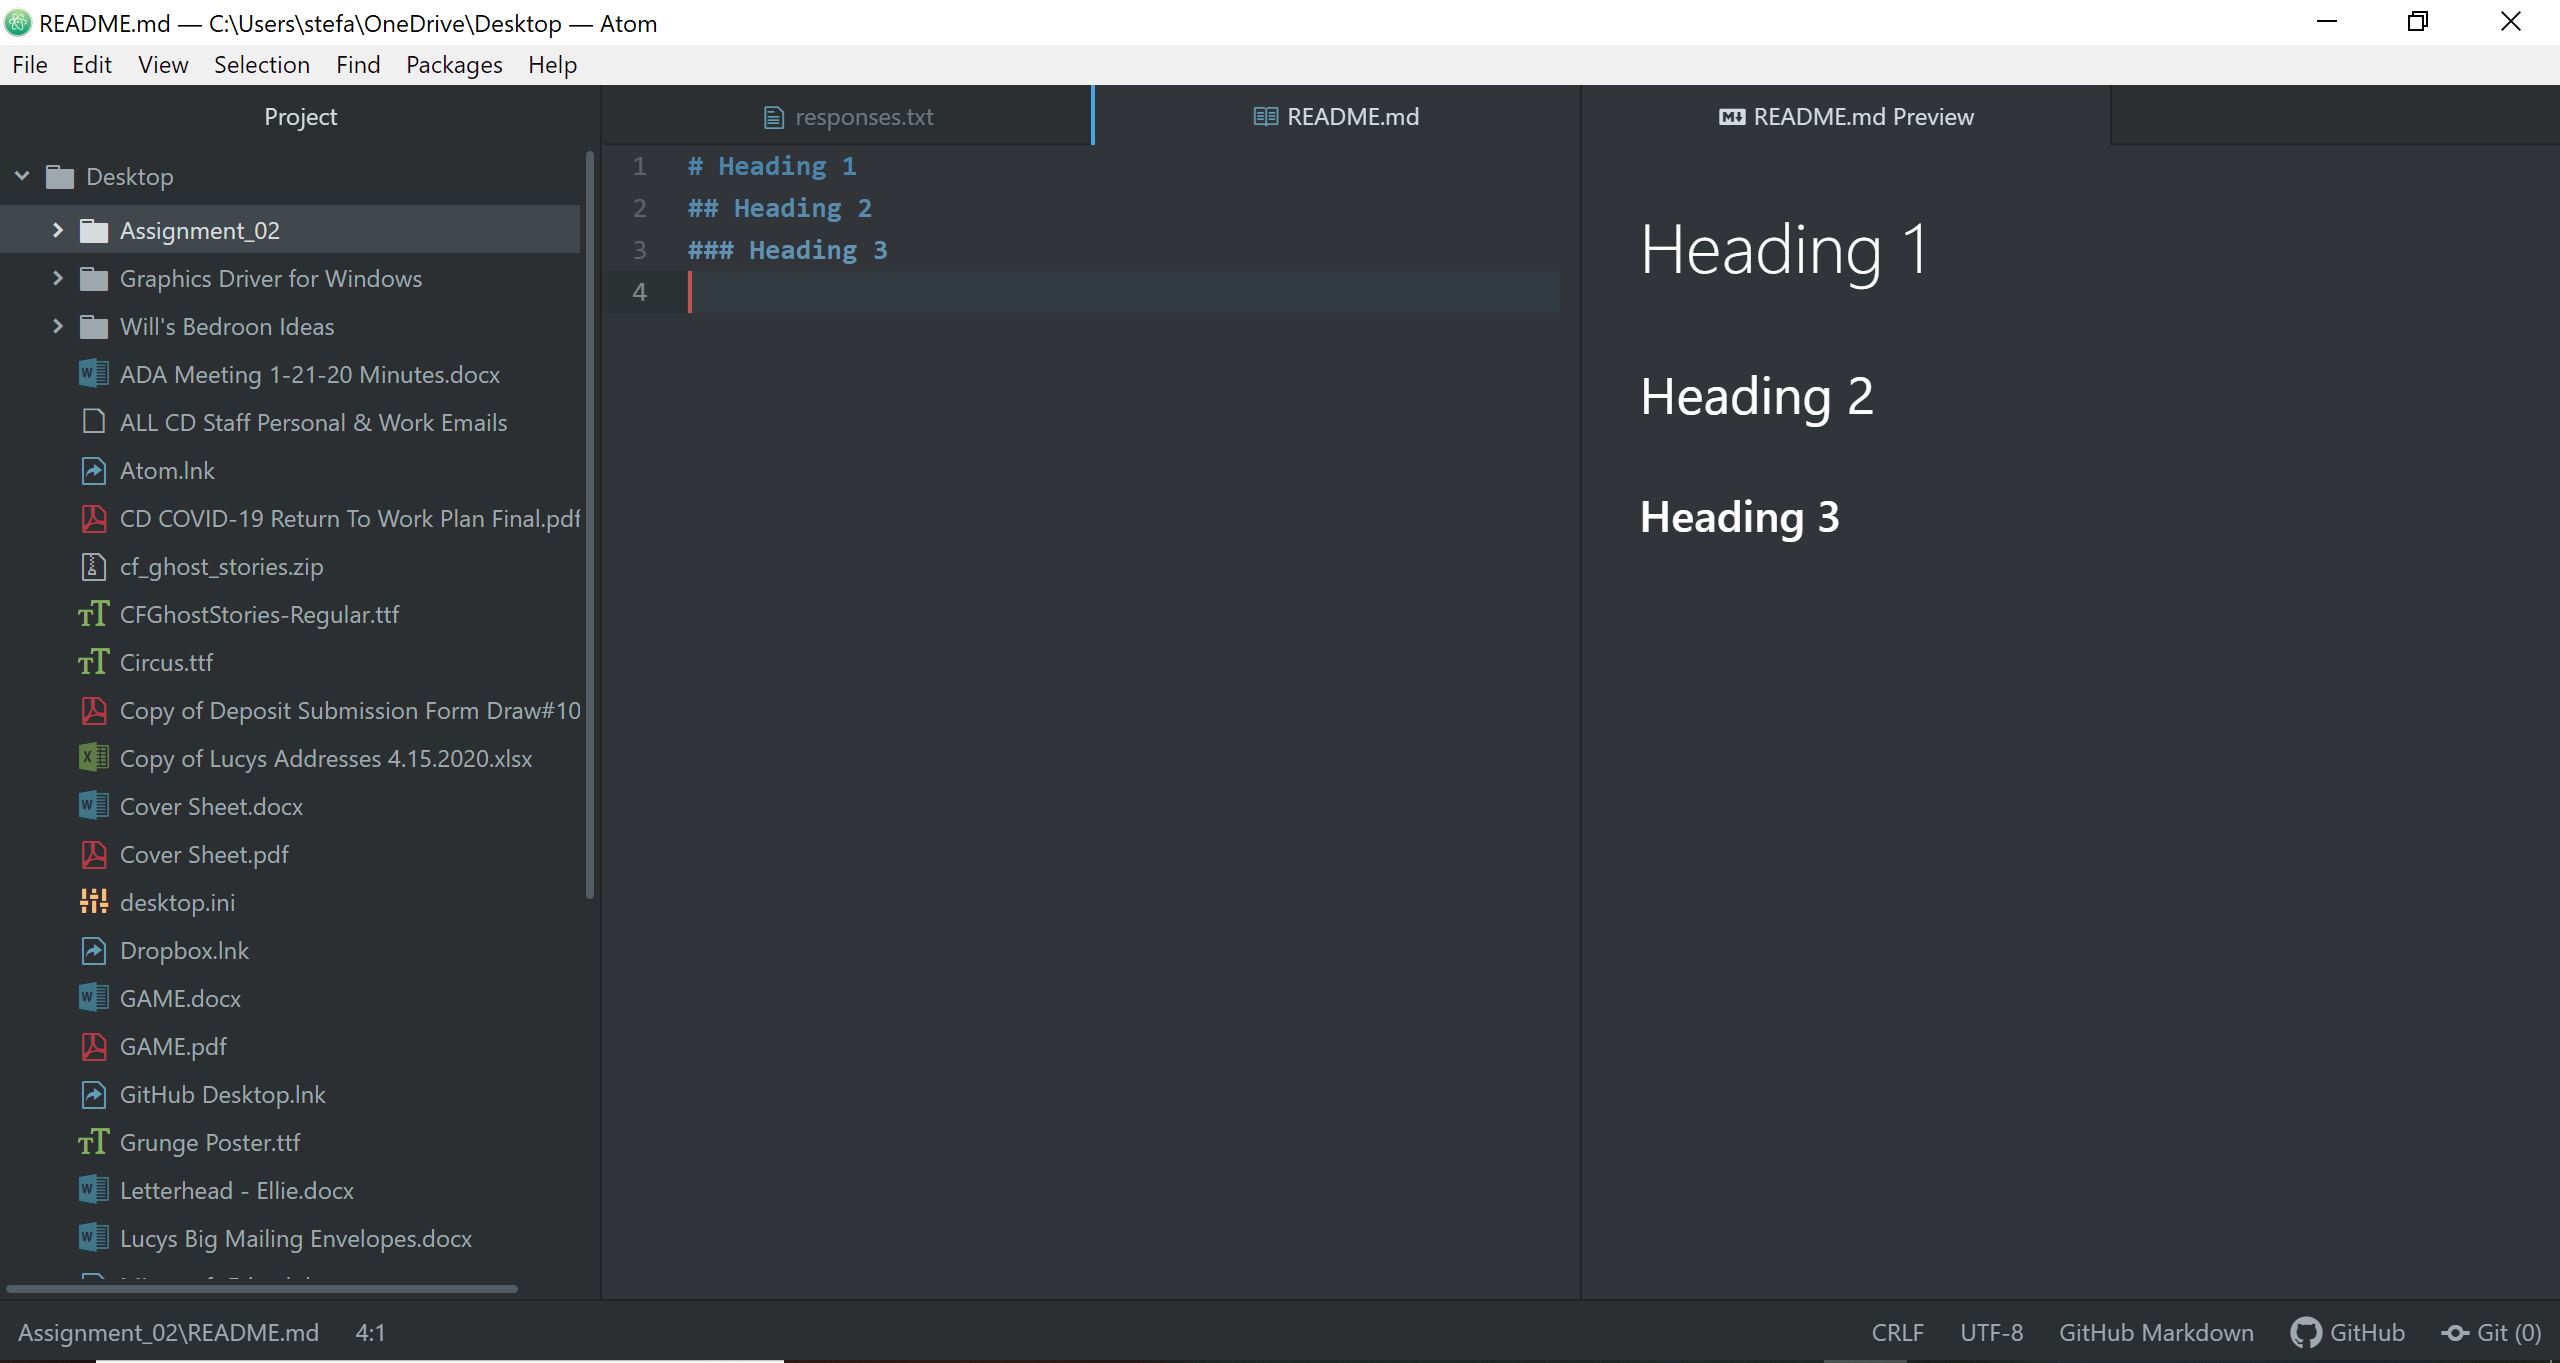 README.md — C:\Users\stefa\OneDrive\Desktop — Atom
File Edit View Selection Find Packages Help
Project
Desktop
Assignment_02
Graphics Driver for Windows
Will's Bedroon Ideas
ADA Meeting 1-21-20 Minutes.docx
ALL CD Staff Personal & Work Emails
Atom.lnk
CD COVID-19 Return To Work Plan Final.pdf
cf_ghost_stories.zip
CFGhostStories-Regular.ttf
Circus.ttf
Copy of Deposit Submission Form Draw#10
Copy of Lucys Addresses 4.15.2020.xlsx
Cover Sheet.docx
Cover Sheet.pdf
desktop.ini
Dropbox.lnk
GAME.docx
GAME.pdf
GitHub Desktop.lnk
Grunge Poster.ttf
Letterhead - Ellie.docx
Lucys Big Mailing Envelopes.docx
responses.txt
README.md
1 # Heading 1
2 ## Heading 2
3 ### Heading 3
4
README.md Preview
Heading 1
Heading 2
Heading 3
Assignment_02\README.md 4:1
CRLF UTF-8 GitHub Markdown GitHub Git (0)